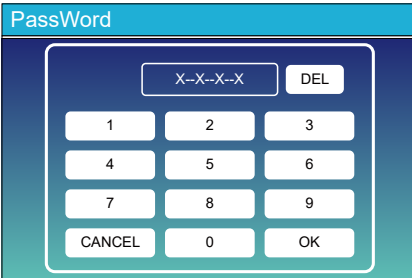 PassWord
X--X--X--X DEL
1 2 3
4 5 6
7 8 9
CANCEL 0 OK